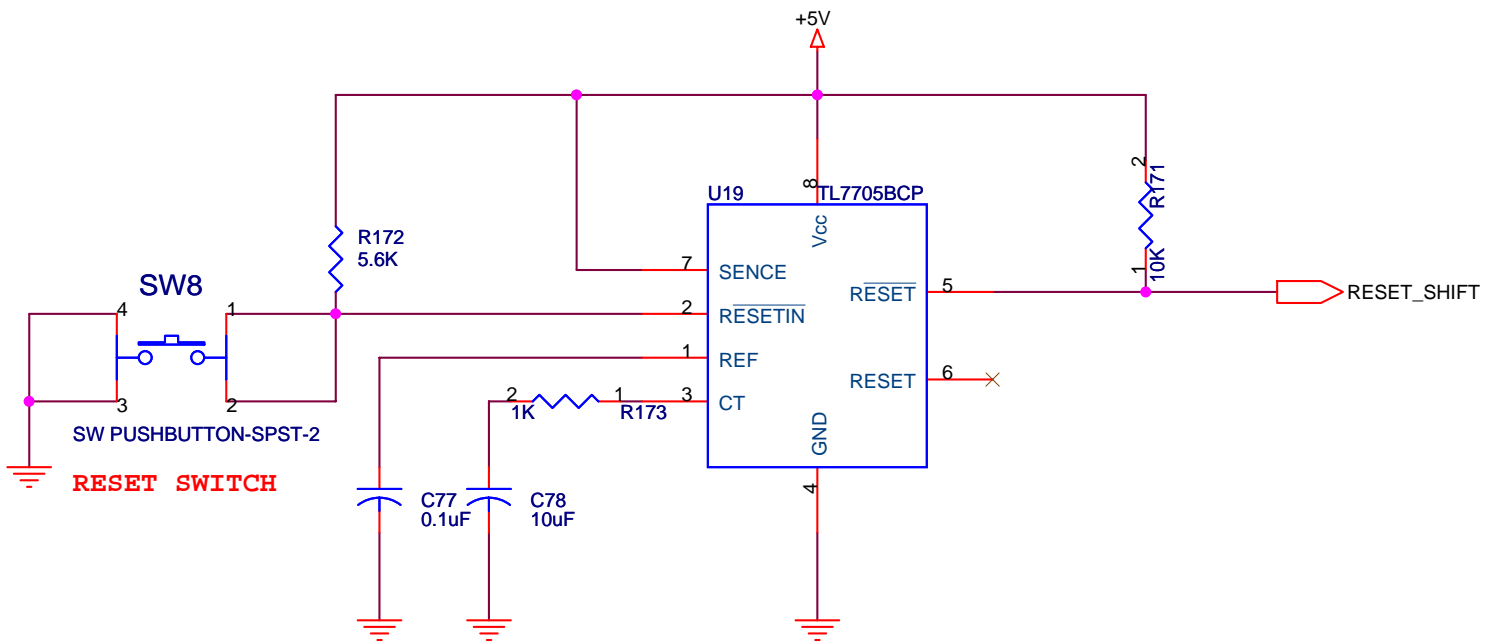 +5V
U19
TL7705BCP
8
Vcc
R172
5.6K
2
R171
10K
1
SW8
7
SENCE
RESET
5
RESET_SHIFT
4
1
2
RESETIN
1
REF
RESET
6
3
2
2
1K
1
R173
3
CT
GND
4
SW PUSHBUTTON-SPST-2
RESET SWITCH
C77
0.1uF
C78
10uF